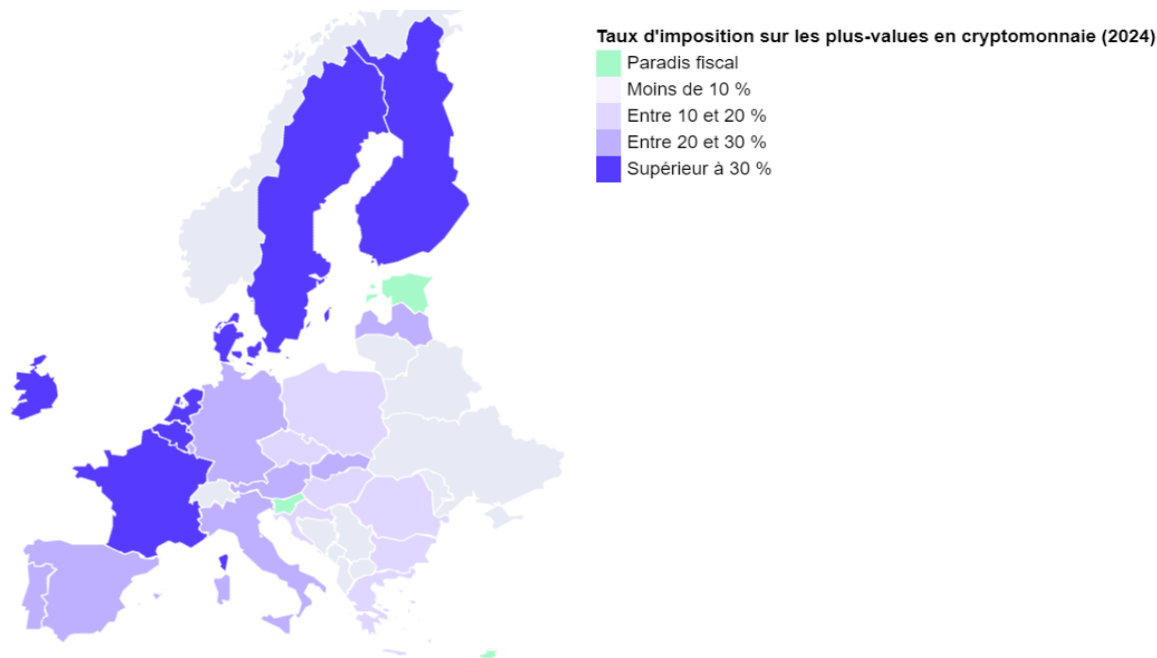 Taux d'imposition sur les plus-values en cryptomonnaie (2024)
Paradis fiscal
Moins de 10 %
Entre 10 et 20 %
Entre 20 et 30 %
Supérieur à 30 %